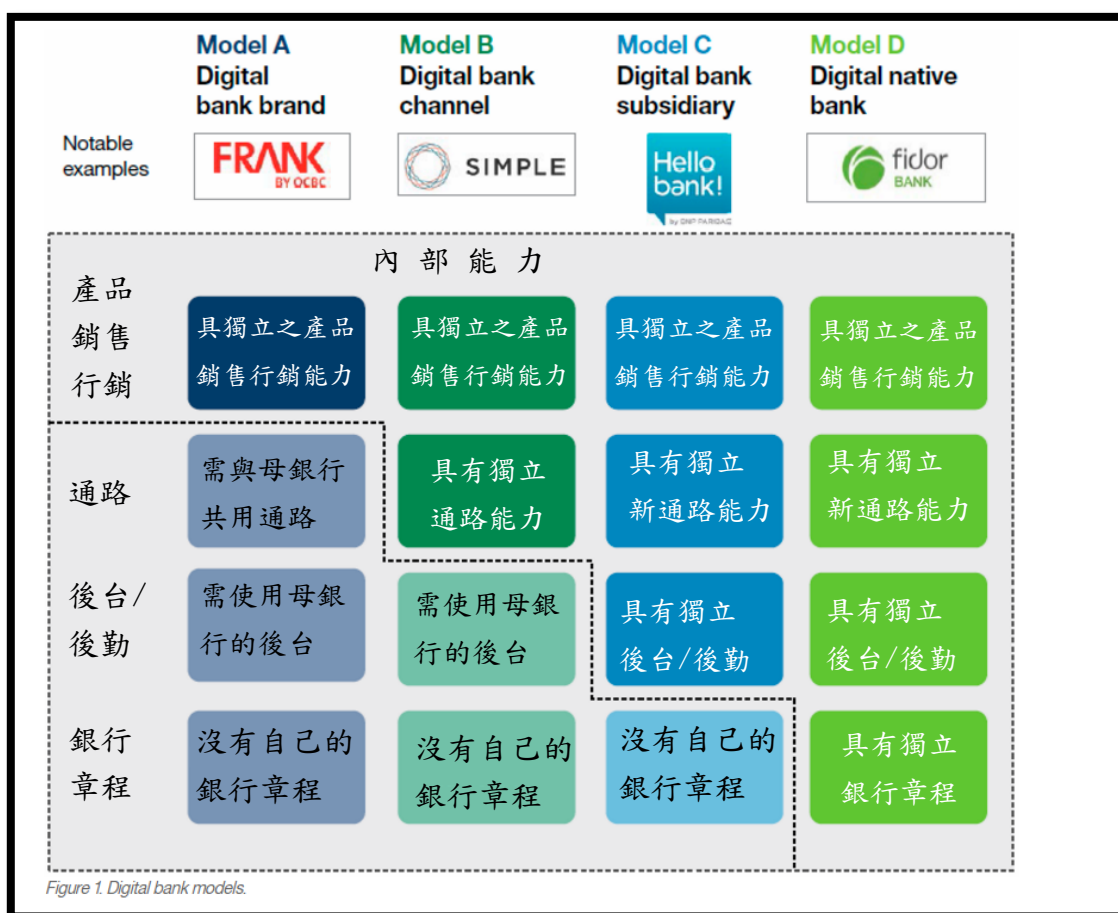 Model A
Digital
bank brand
Model B
Digital bank
channel
Model C
Digital bank
subsidiary
Model D
Digital native
bank
Notable
examples
FRANK
BY OCBC
SIMPLE
Hello
bank!
by BNP PARIBAS
fidor
BANK
內部能力
產品
銷售
行銷
具獨立之產品
銷售行銷能力
具獨立之產品
銷售行銷能力
具獨立之產品
銷售行銷能力
具獨立之產品
銷售行銷能力
通路
需與母銀行
共用通路
具有獨立
通路能力
具有獨立
新通路能力
具有獨立
新通路能力
後台/
後勤
需使用母銀
行的後台
需使用母銀
行的後台
具有獨立
後台/後勤
具有獨立
後台/後勤
銀行
章程
沒有自己的
銀行章程
沒有自己的
銀行章程
沒有自己的
銀行章程
具有獨立
銀行章程
Figure 1. Digital bank models.